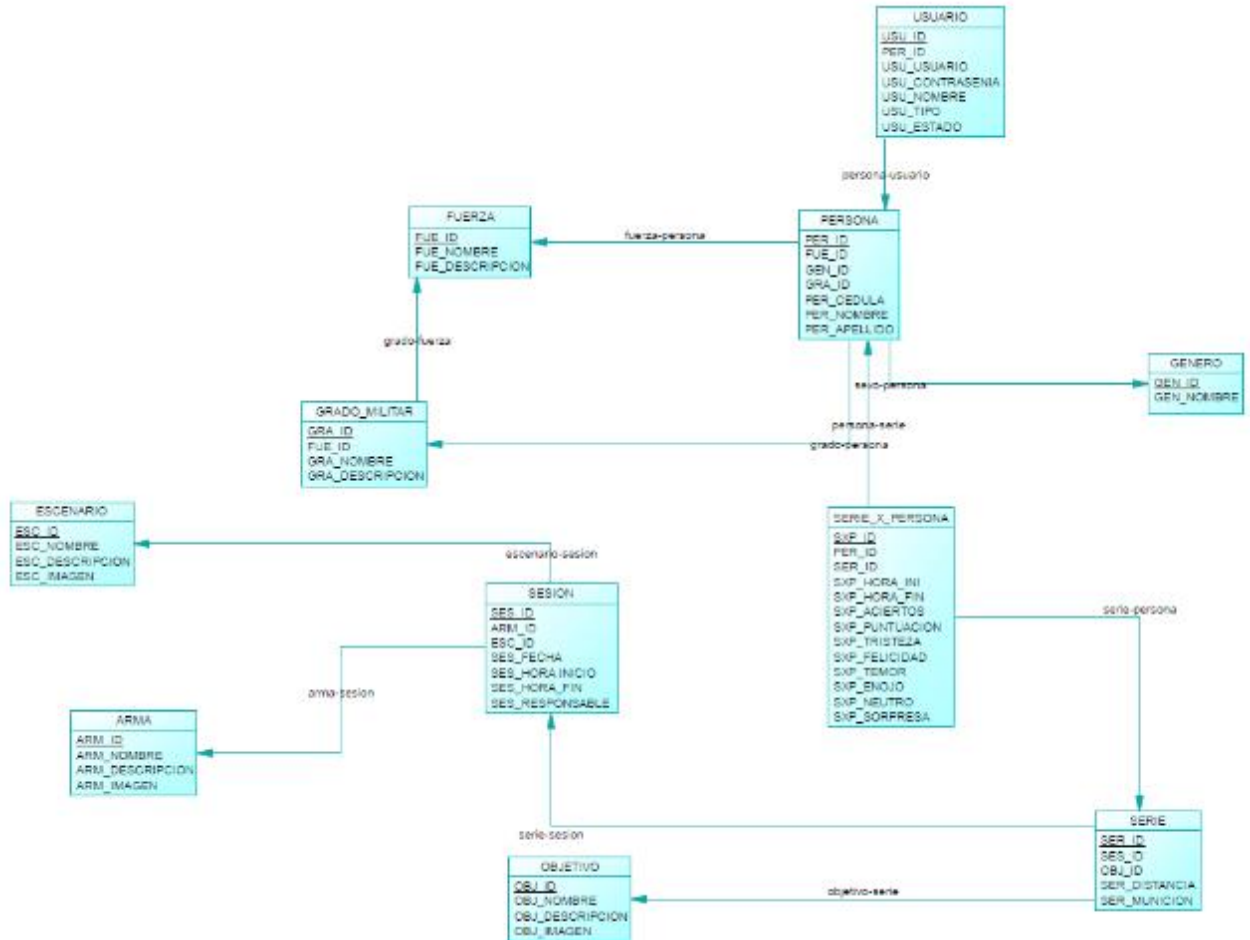 USUARIO
USU_ID
PER_ID
USU_USUARIO
USU_CONTRASENIA
USU_NOMBRE
USU_TIPO
USU_ESTADO
persona-usuario
FUERZA
FUE_ID
FUE_NOMBRE
FUE_DESCRIPCION
fuerza-persona
PERSONA
PER_ID
FUE_ID
GEN_ID
GRA_ID
PER_CEDULA
PER_NOMBRE
PER_APELLIDO
grado-fuerza
sexo-persona
GENERO
GEN_ID
GEN_NOMBRE
GRADO_MILITAR
GRA_ID
FUE_ID
GRA_NOMBRE
GRA_DESCRIPCION
persona-serie
grado-persona
ESCENARIO
ESC_ID
ESC_NOMBRE
ESC_DESCRIPCION
ESC_IMAGEN
escenario-sesion
SERIE_X_PERSONA
SXP_ID
PER_ID
SER_ID
SXP_HORA_INI
SXP_HORA_FIN
SXP_ACIERTOS
SXP_PUNTUACION
SXP_TRISTEZA
SXP_FELICIDAD
SXP_TEMOR
SXP_ENOJO
SXP_NEUTRO
SXP_SORPRESA
SESION
SES_ID
ARM_ID
ESC_ID
SES_FECHA
SES_HORA INICIO
SES_HORA_FIN
SES_RESPONSABLE
serie-persona
arma-sesion
ARMA
ARM_ID
ARM_NOMBRE
ARM_DESCRIPCION
ARM_IMAGEN
serie-sesion
SERIE
SER_ID
SES_ID
OBJ_ID
SER_DISTANCIA
SER_MUNICION
OBJETIVO
OBJ_ID
OBJ_NOMBRE
OBJ_DESCRIPCION
OBJ_IMAGEN
objetivo-serie